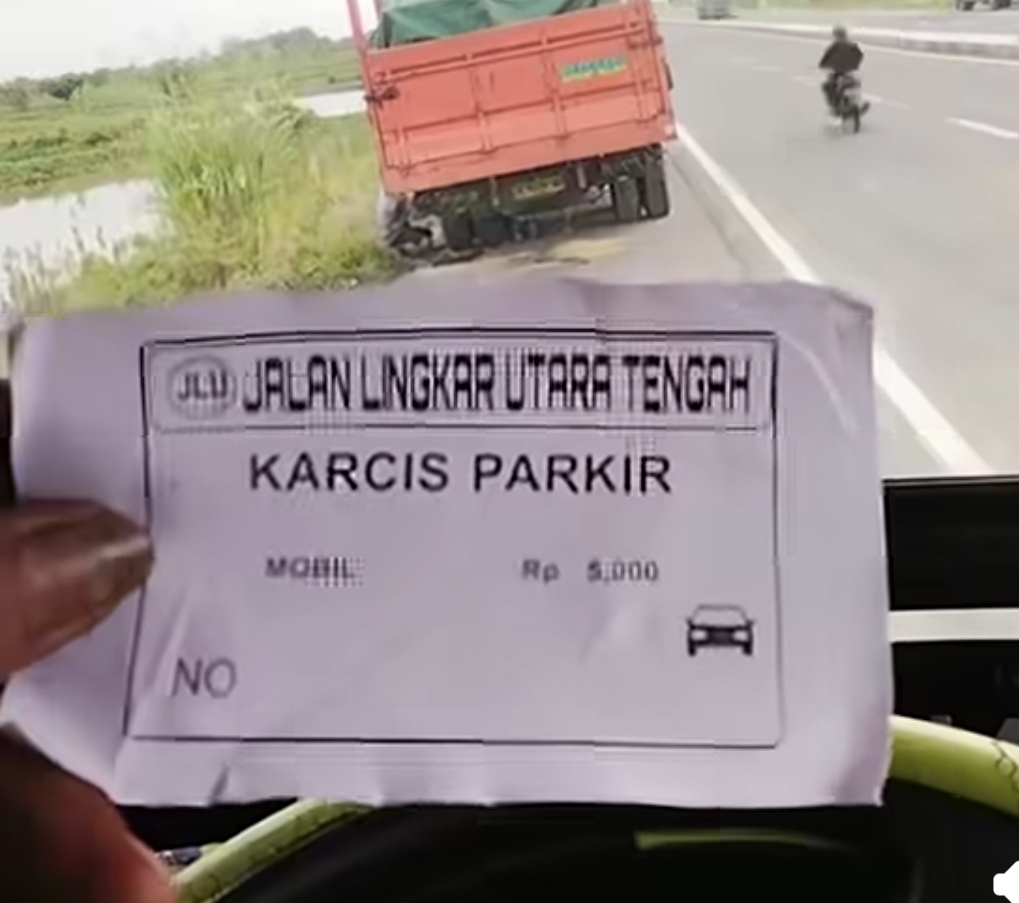 JLU JALAN LINGKAR UTARA TENGAH
KARCIS PARKIR
MOBIL Rp 5,000
NO